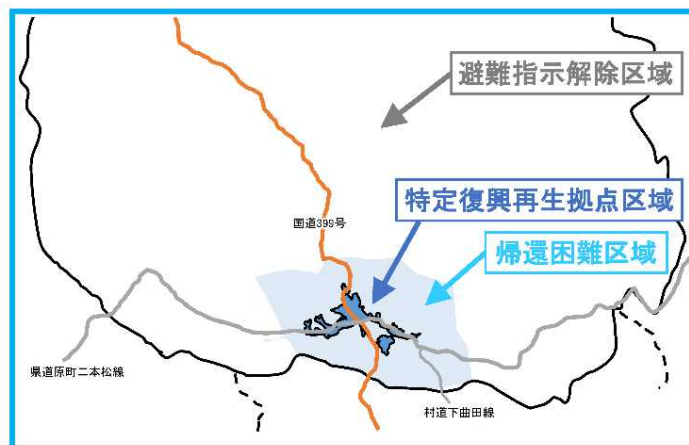 避難指示解除区域
特定復興再生拠点区域
国道399号
帰還困難区域
県道原町二本松線
村道下曲田線